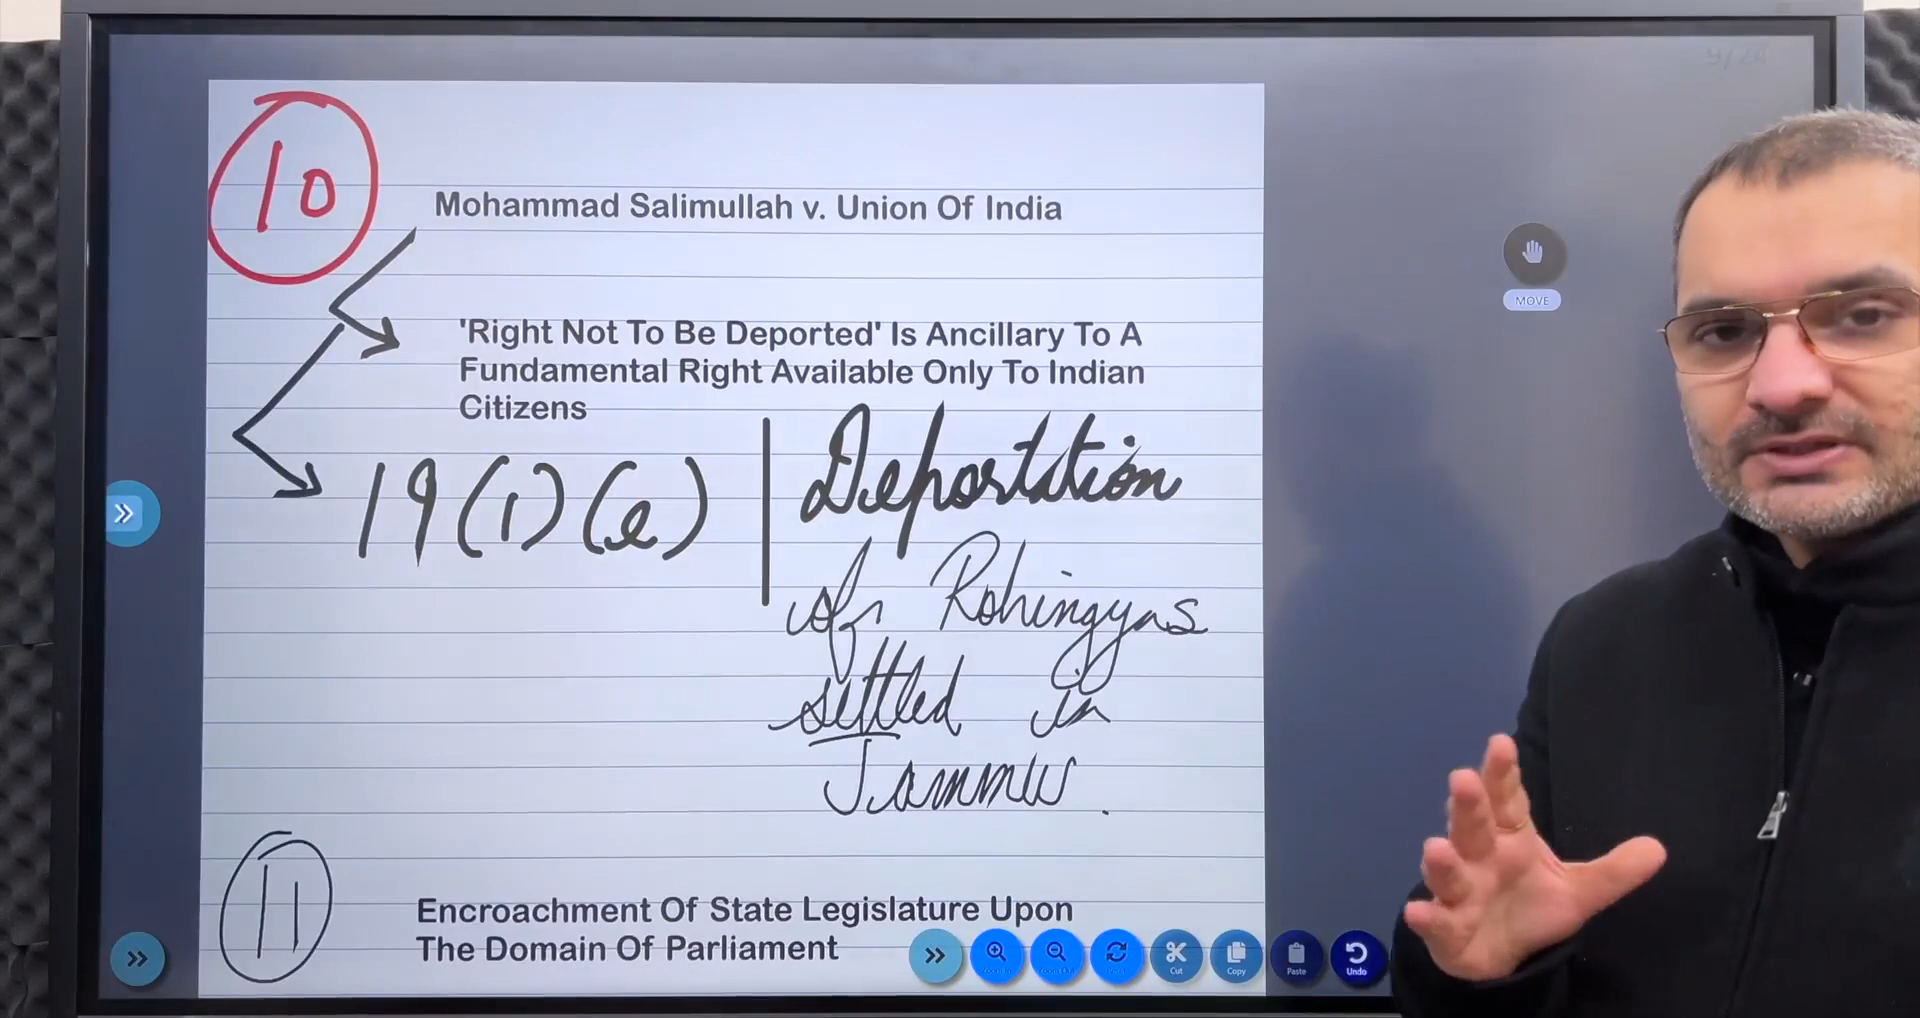 9/24
10
Mohammad Salimullah v. Union Of India
MOVE
'Right Not To Be Deported' Is Ancillary To A
Fundamental Right Available Only To Indian
Citizens
19(1)(e) | Deportation
of Rohingyas
settled in
Jammu.
11
Encroachment Of State Legislature Upon
The Domain Of Parliament
Cut
Copy
Paste
Undo